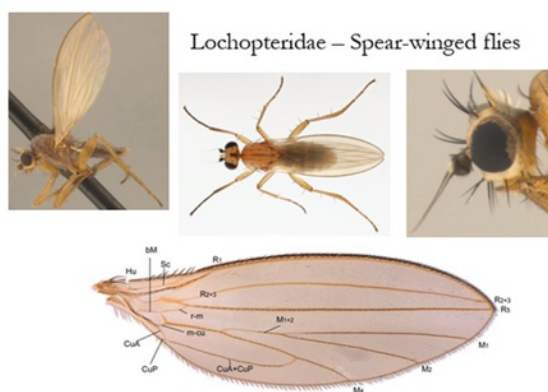 Lochopteridae – Spear-winged flies
bM
Hu
Sc
R₁
R₂₊₃
r-m
m-cu
M₁₊₂
CuA
CuP
CuA+CuP
R₂₊₃
R₅
M₁
M₂
M₄